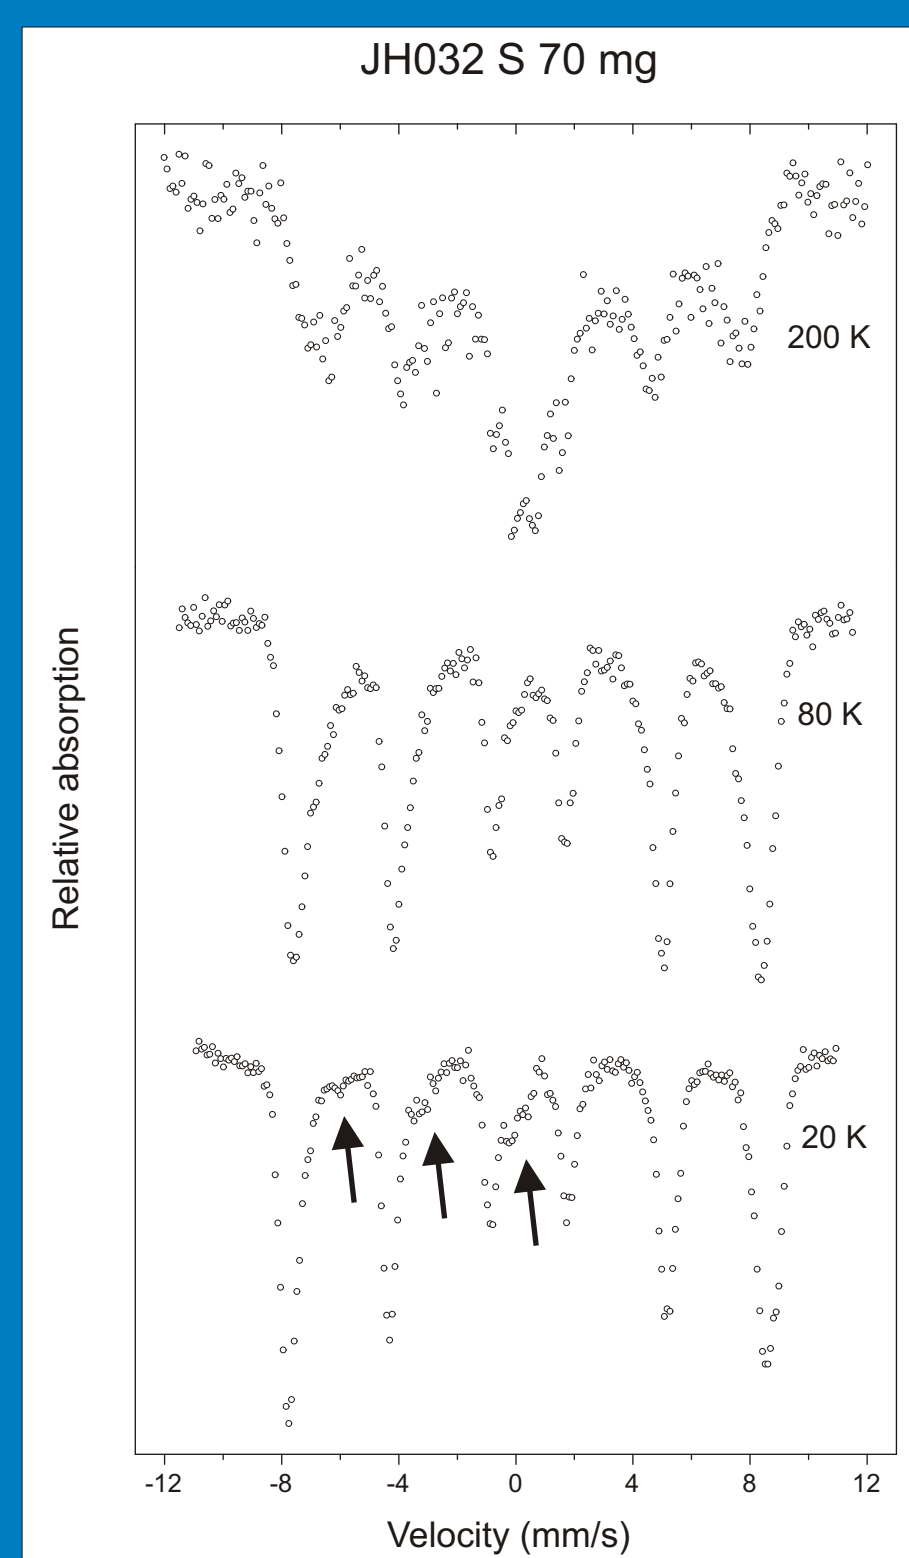 JH032 S 70 mg
200 K
Relative absorption
80 K
20 K
-12 -8 -4 0 4 8 12
Velocity (mm/s)